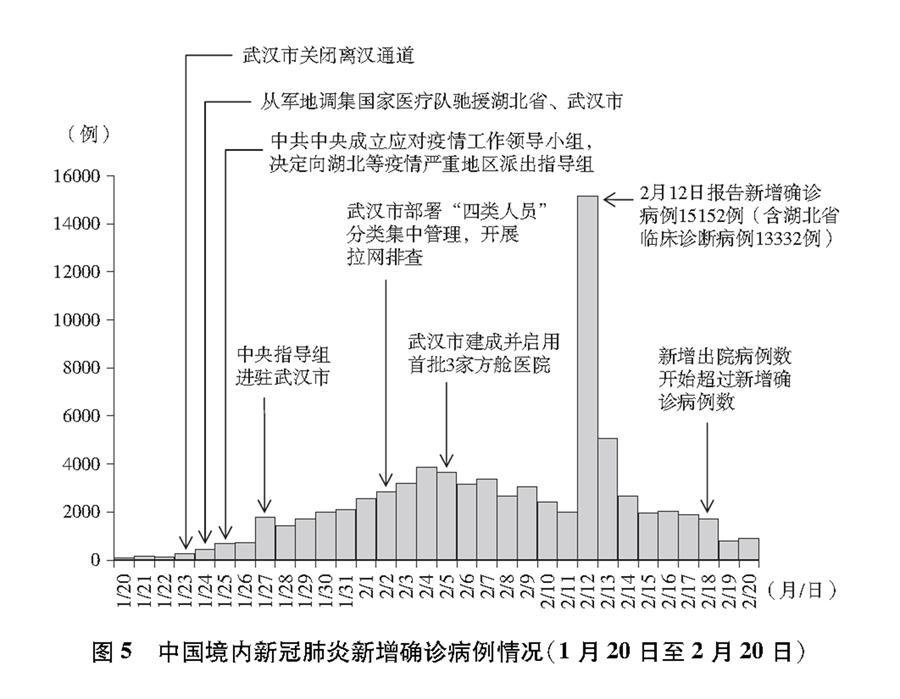 武汉市关闭离汉通道
从军地调集国家医疗队驰援湖北省、武汉市
（例）
中共中央成立应对疫情工作领导小组，
决定向湖北等疫情严重地区派出指导组
武汉市部署“四类人员”
分类集中管理，开展
拉网排查
2月12日报告新增确诊
病例15152例（含湖北省
临床诊断病例13332例）
中央指导组
进驻武汉市
武汉市建成并启用
首批3家方舱医院
新增出院病例数
开始超过新增确
诊病例数
16000
14000
12000
10000
8000
6000
4000
2000
0
1/20
1/21
1/22
1/23
1/24
1/25
1/26
1/27
1/28
1/29
1/30
1/31
2/1
2/2
2/3
2/4
2/5
2/6
2/7
2/8
2/9
2/10
2/11
2/12
2/13
2/14
2/15
2/16
2/17
2/18
2/19
2/20
（月/日）
图5 中国境内新冠肺炎新增确诊病例情况（1月20日至2月20日）